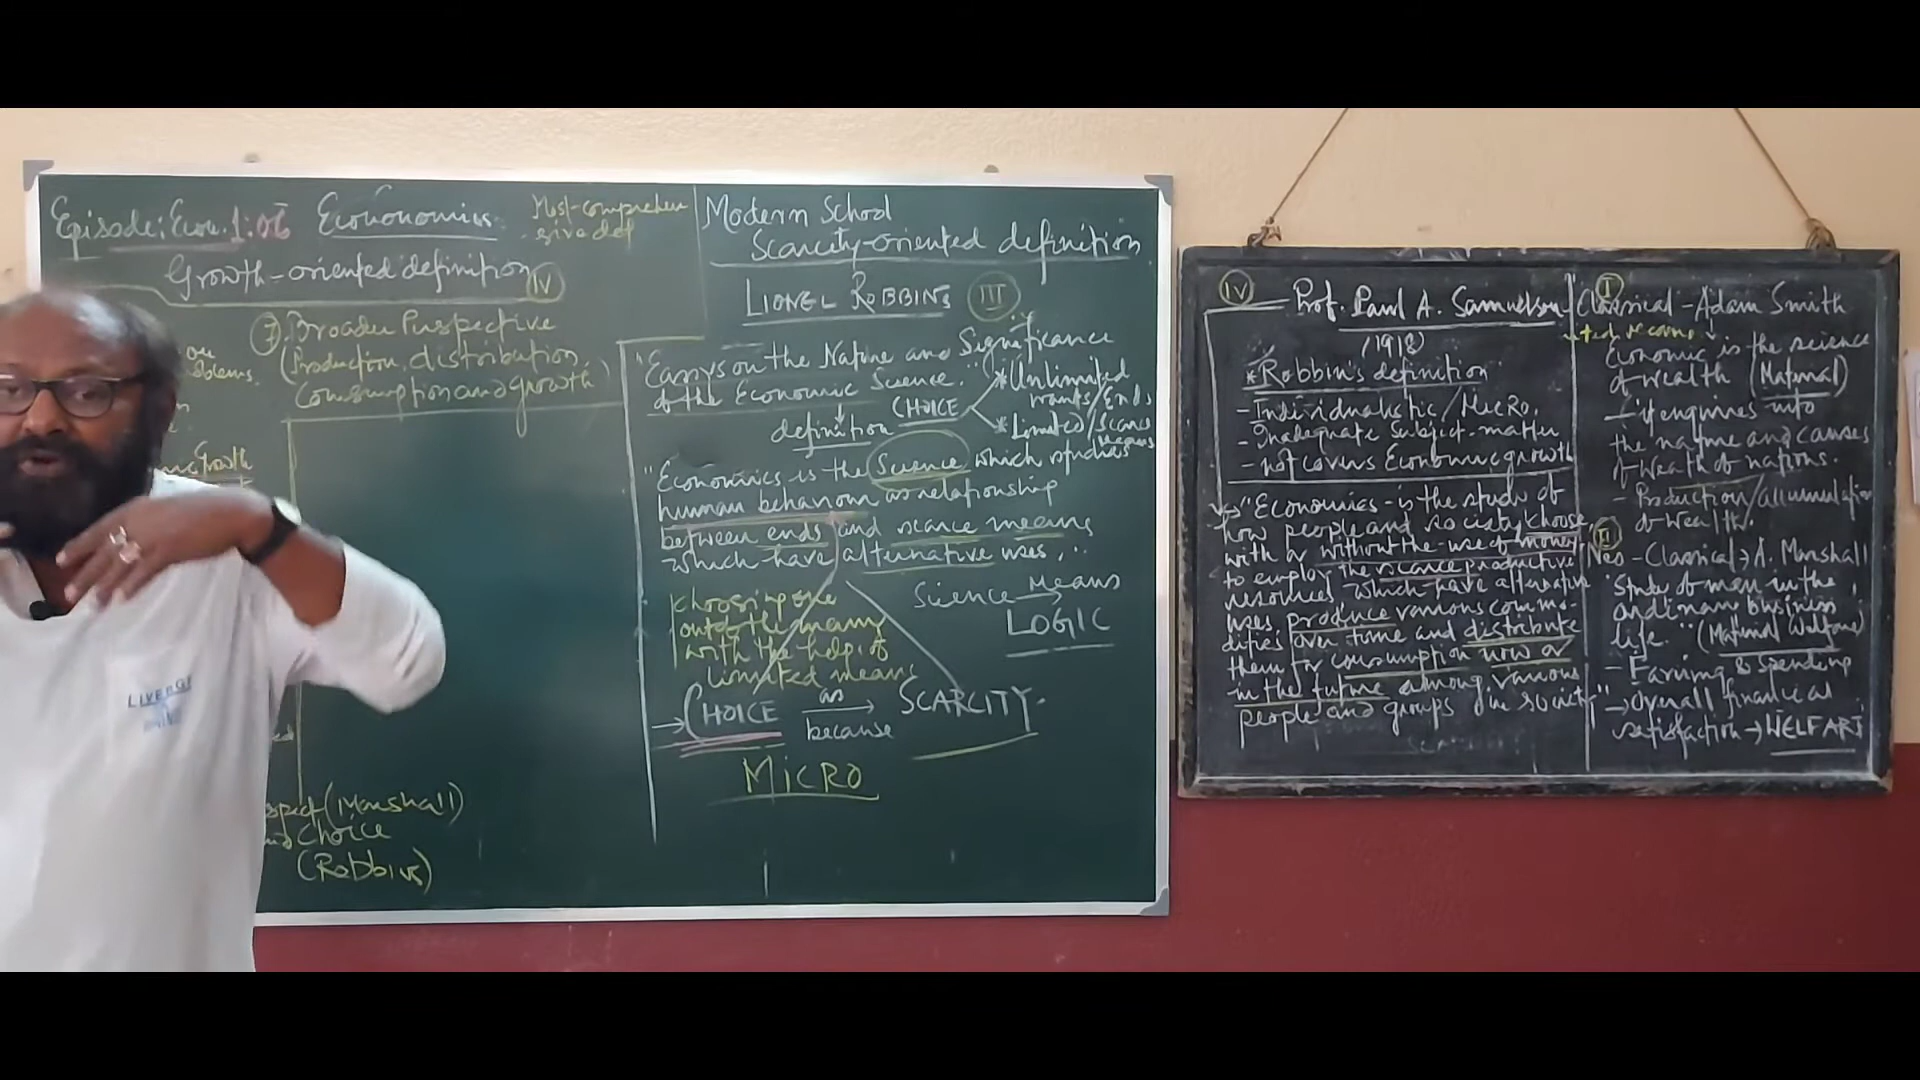 Episode: Econ. 1:06 Econonomics
Most-comprehen
sive def
Growth-oriented definition IV
7. Broader Purspective
(Production, distribution,
Consumption and growth)
Growth
(Marshall)
Choice
(Robbins)
LIVE
Modern School
Scarcity-oriented definition
LIONEL ROBBINS III
"Essays on the Nature and Significance
of the Economic Science."
CHOICE
* Unlimited
wants/Ends
* Limited/Scarce
Means
definition
"Economics is the Science which studies
human behaviour as relationship
between ends and scarce means
which have alternative uses."
choosing one
out of the many
with the help of
limited means
Science Means
LOGIC
→ CHOICE as because → SCARCITY.
MICRO
IV Prof. Paul A. Samuelson
* Robbin's definition
- Individualistic/Micro.
- Inadequate Subject-matter
- not covers Economic growth
"Economics - is the study of
how people and society choose,
with or without the use of money,
to employ the scarce productive
resources which have alternative
uses produce various commo-
dities over time and distribute
them for consumption now or
in the future among various
people and groups in society"
I
Classical - Adam Smith
Economic is the science
of wealth (Material)
- it enquires into
the nature and causes
of wealth of nations.
- Production/accumulation
of wealth.
II
Neo-Classical → A. Marshall
"Study of man in the
ordinary business
life." (Material Welfare)
- Earning & Spending
- Overall financial
satisfaction → WELFARE